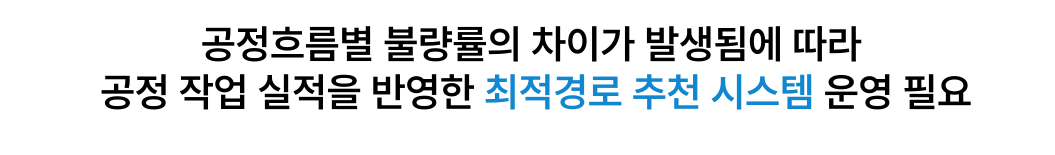 공정흐름별 불량률의 차이가 발생됨에 따라
공정 작업 실적을 반영한 최적경로 추천 시스템 운영 필요